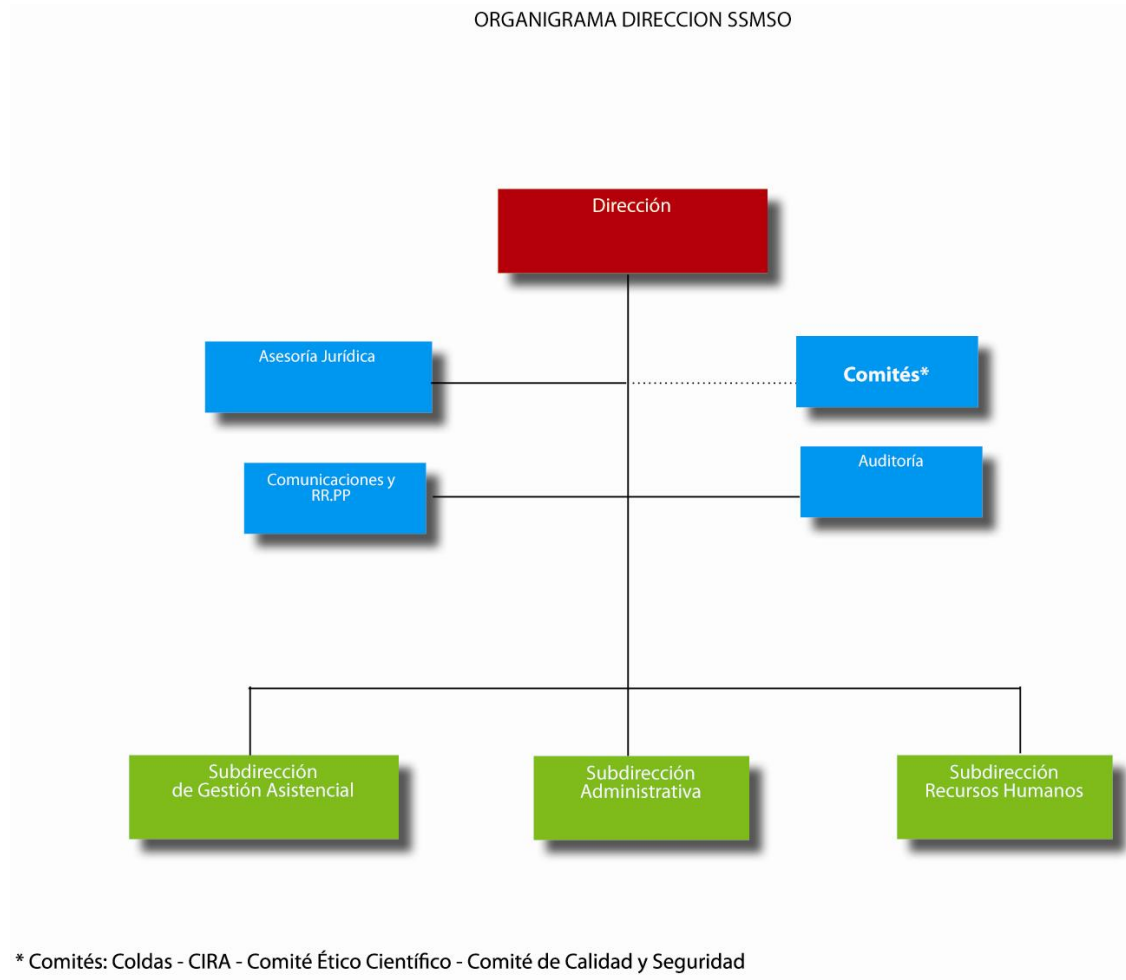 ORGANIGRAMA DIRECCION SSMSO
Dirección
Asesoría Jurídica
Comités*
Comunicaciones y
RR.PP
Auditoría
Subdirección
de Gestión Asistencial
Subdirección
Administrativa
Subdirección
Recursos Humanos
* Comités: Coldas - CIRA - Comité Ético Científico - Comité de Calidad y Seguridad